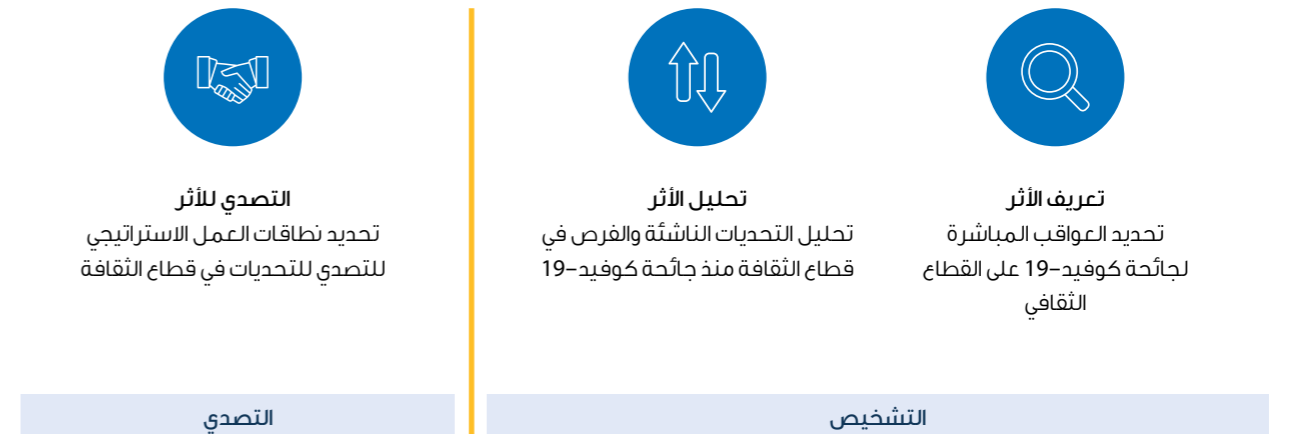 تعريف الأثر
تحديد العواقب المباشرة
لجائحة كوفيد-19 على القطاع
الثقافي
تحليل الأثر
تحليل التحديات الناشئة والفرص في
قطاع الثقافة منذ جائحة كوفيد-19
التصدي للأثر
تحديد نطاقات العمل الاستراتيجي
للتصدي للتحديات في قطاع الثقافة
التشخيص
التصدي